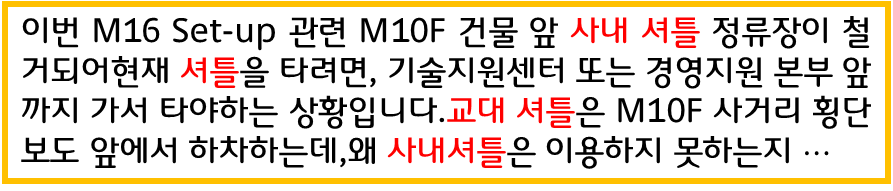 이번 M16 Set-up 관련 M10F 건물 앞 사내 셔틀 정류장이 철
거되어현재 셔틀을 타려면, 기술지원센터 또는 경영지원 본부 앞
까지 가서 타야하는 상황입니다.교대 셔틀은 M10F 사거리 횡단
보도 앞에서 하차하는데,왜 사내셔틀은 이용하지 못하는지 …